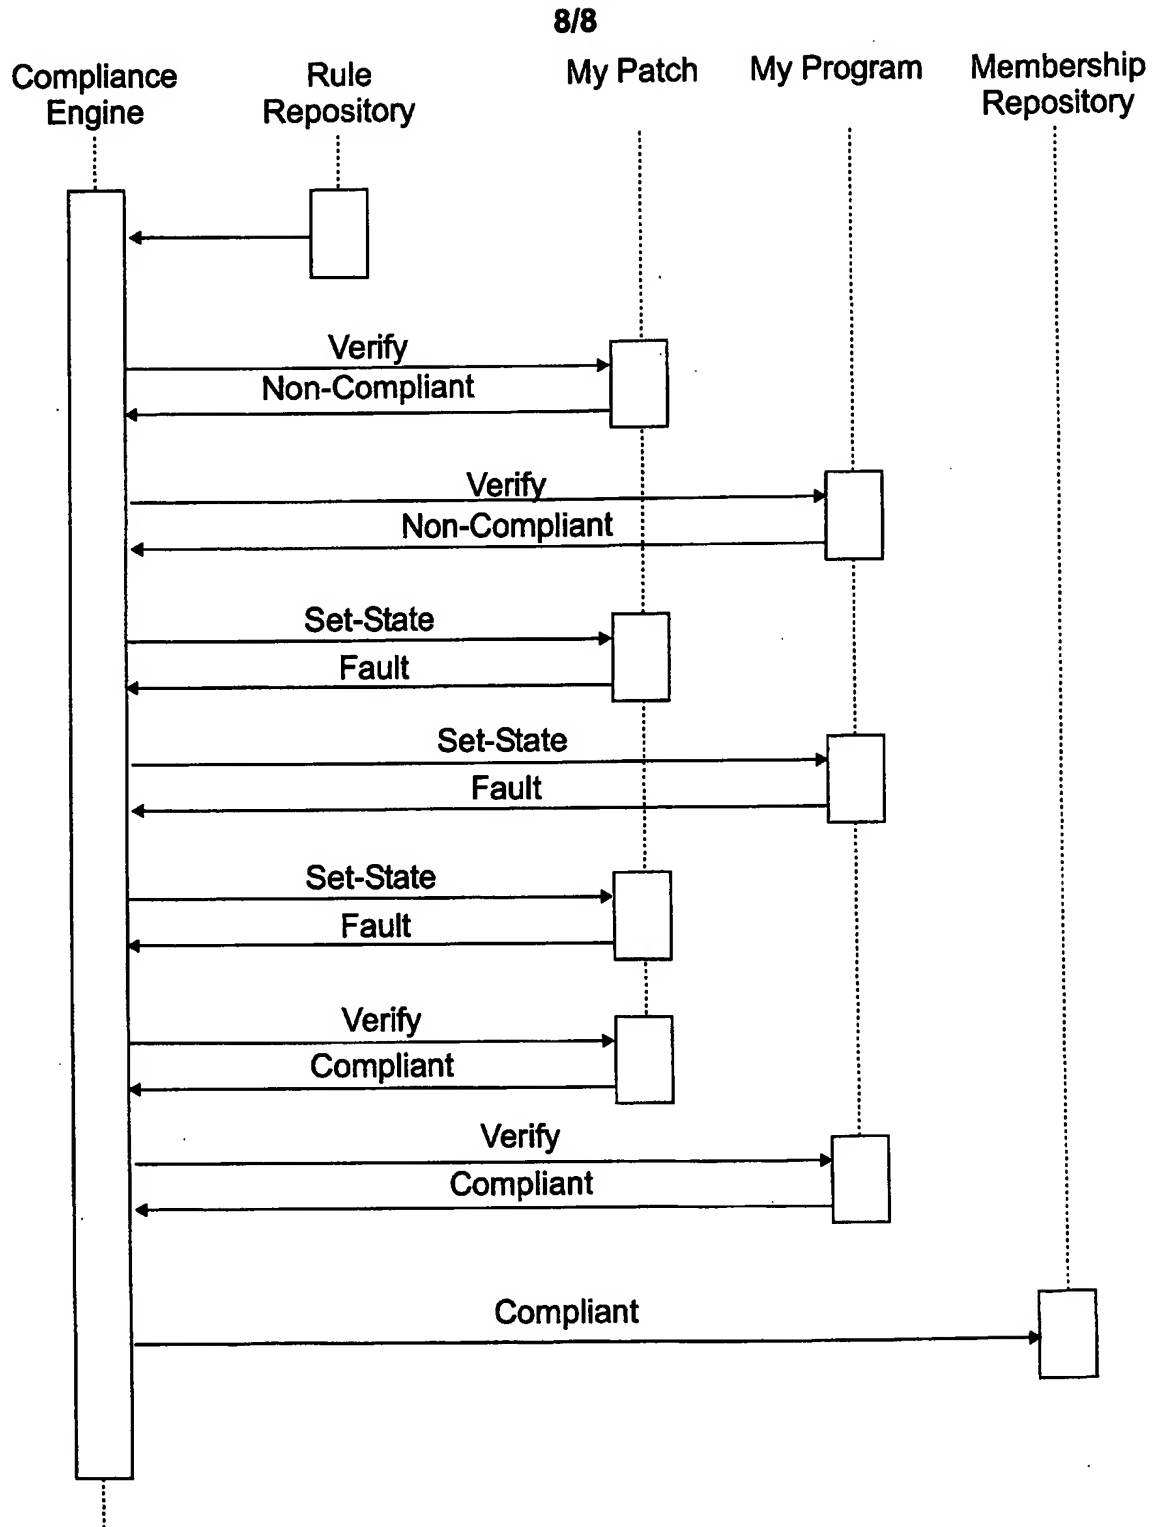 8/8
Compliance
Engine
Rule
Repository
My Patch
My Program
Membership
Repository
Verify
Non-Compliant
Verify
Non-Compliant
Set-State
Fault
Set-State
Fault
Set-State
Fault
Verify
Compliant
Verify
Compliant
Compliant